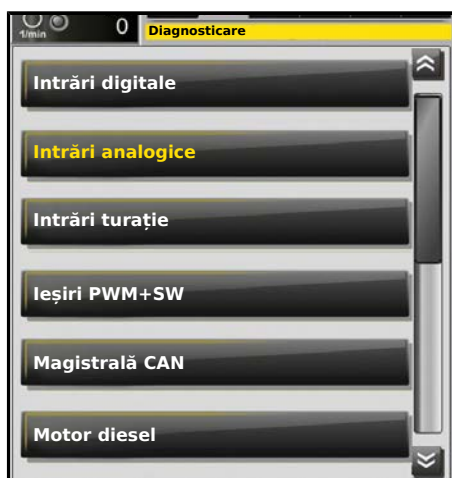 1/min 0 Diagnosticare
Intrări digitale
Intrări analogice
Intrări turație
Ieșiri PWM+SW
Magistrală CAN
Motor diesel